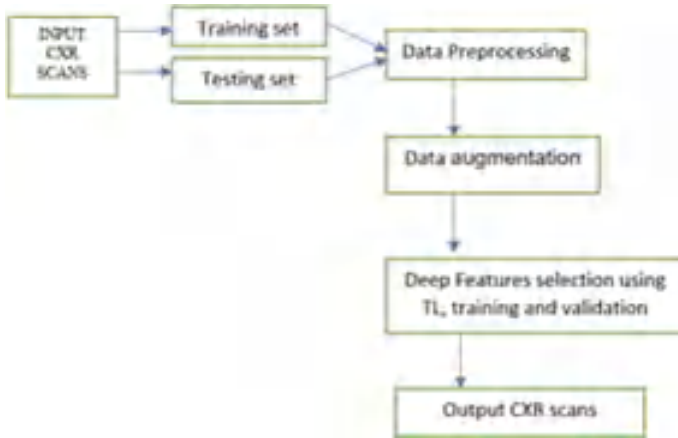 INPUT
CXR
SCANS
Training set
Testing set
Data Preprocessing
Data augmentation
Deep Features selection using
TL, training and validation
Output CXR scans